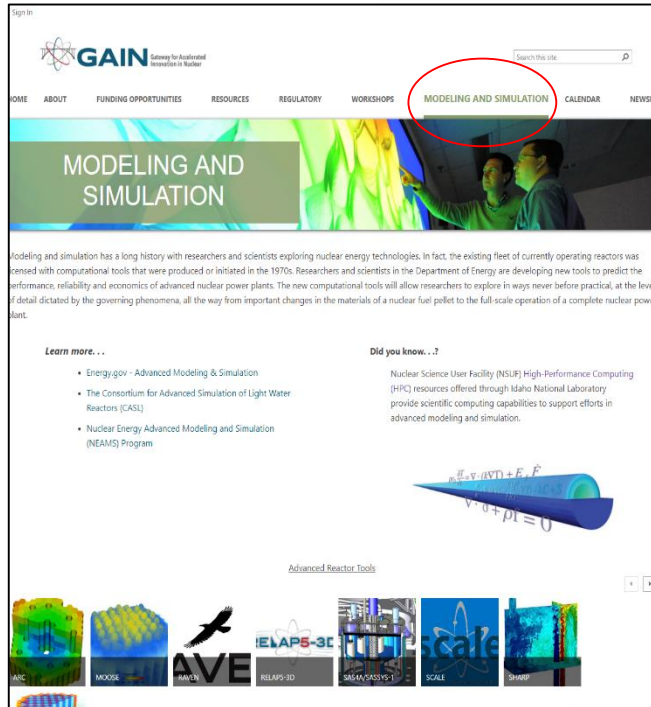 Sign In
GAIN Gateway for Accelerated
Innovation in Nuclear
Search this site
HOME ABOUT FUNDING OPPORTUNITIES RESOURCES REGULATORY WORKSHOPS MODELING AND SIMULATION CALENDAR NEWS
MODELING AND
SIMULATION
Modeling and simulation has a long history with researchers and scientists exploring nuclear energy technologies. In fact, the existing fleet of currently operating reactors was
licensed with computational tools that were produced or initiated in the 1970s. Researchers and scientists in the Department of Energy are developing new tools to predict the
performance, reliability and economics of advanced nuclear power plants. The new computational tools will allow researchers to explore in ways never before practical, at the level
of detail dictated by the governing phenomena, all the way from important changes in the materials of a nuclear fuel pellet to the full-scale operation of a complete nuclear power
plant.
Learn more. . .
• Energy.gov - Advanced Modeling & Simulation
• The Consortium for Advanced Simulation of Light Water
Reactors (CASL)
• Nuclear Energy Advanced Modeling and Simulation
(NEAMS) Program
Did you know. . .?
Nuclear Science User Facility (NSUF) High-Performance Computing
(HPC) resources offered through Idaho National Laboratory
provide scientific computing capabilities to support efforts in
advanced modeling and simulation.
Advanced Reactor Tools
RELAP5-3D
scale
AVE
ARC MOOSE RAVEN RELAP5-3D SAS4A/SASSYS-1 SCALE SHARP